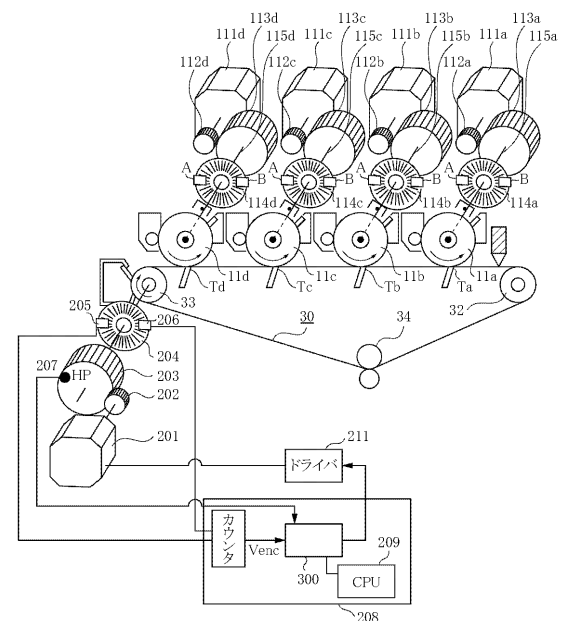 113d 113c 113b 113a
111d 115d 111c 115c 111b 115b 111a 115a
112d 112c 112b 112a
A B A B A B A B
114d 114c 114b 114a
11d 11c 11b 11a
Td Tc Tb Ta
33 32
205 206 30 34
204
207 HP 203
202
201 211
ドライバ
カウンタ
Venc
209
300
CPU
208